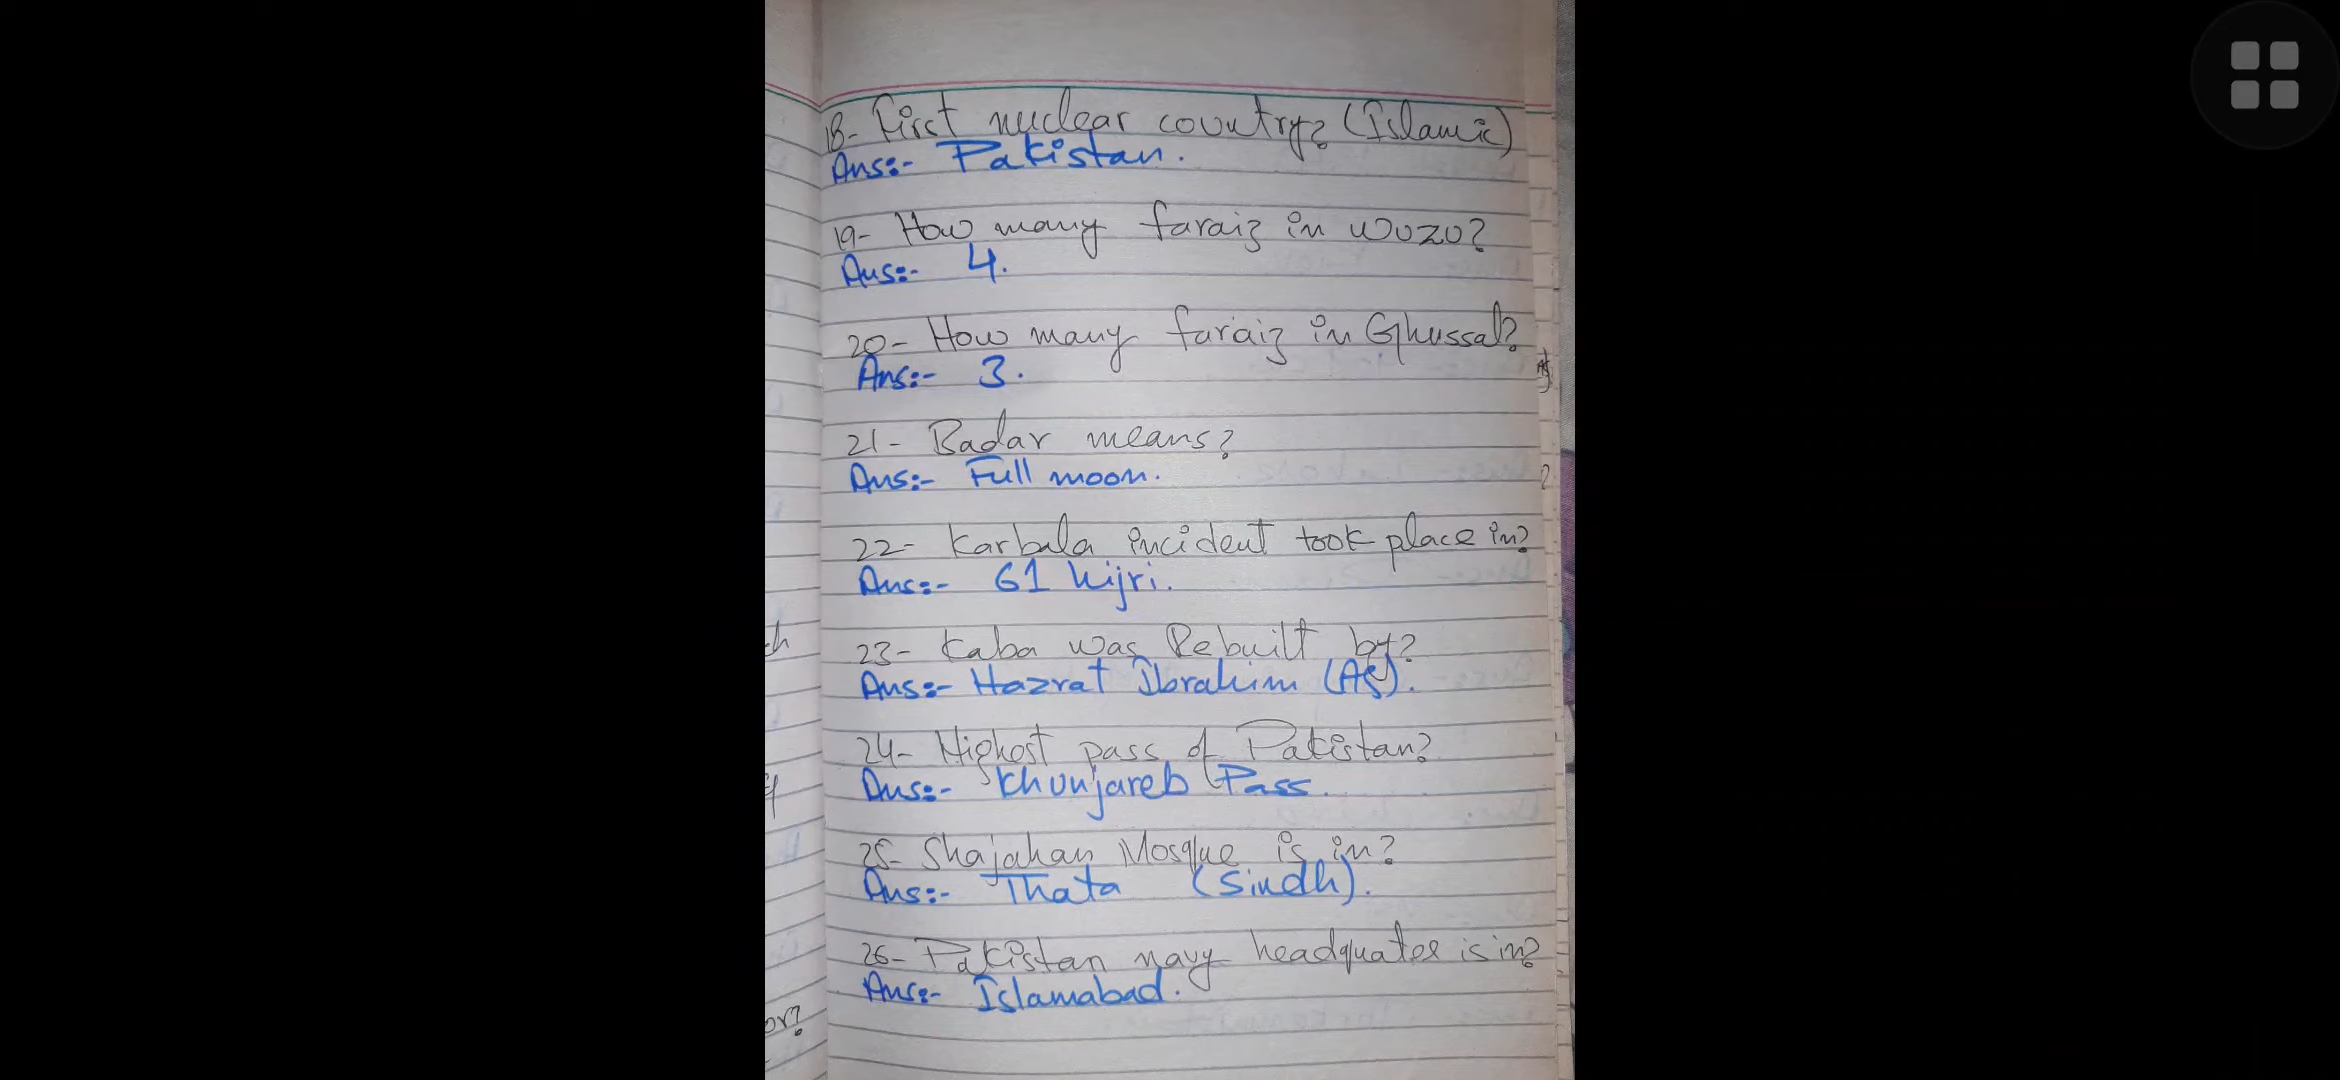 18- First nuclear country? (Islamic)
Ans:- Pakistan.
19- How many faraiz in wozo?
Ans:- 4.
20- How many faraiz in Ghussal?
Ans:- 3.
21- Badar means?
Ans:- Full moon.
22- Karbala incident took place in?
Ans:- 61 hijri.
23- Kaba was Rebuilt by?
Ans:- Hazrat Ibrahim (AS).
24- Highest pass of Pakistan?
Ans:- Khunjareb Pass.
25- Shajahan Mosque is in?
Ans:- Thata (Sindh).
26- Pakistan navy headquater is in?
Ans:- Islamabad.
or?